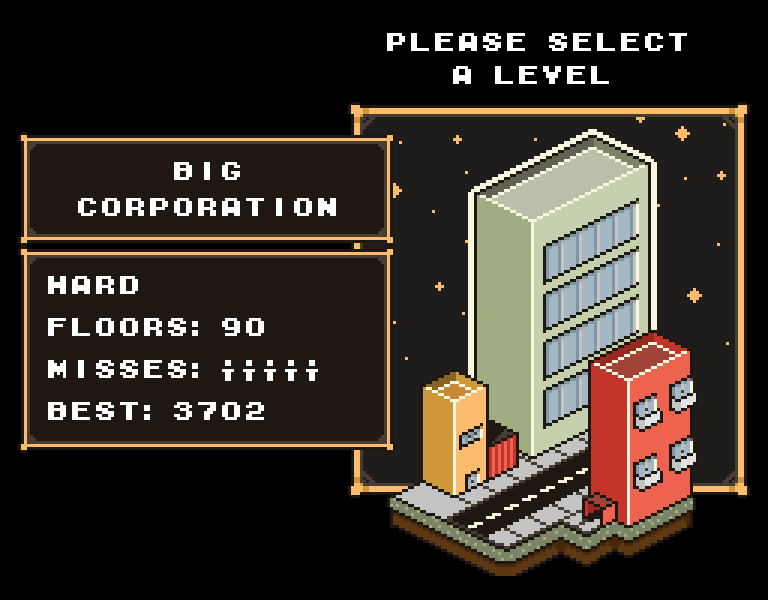 PLEASE SELECT
A LEVEL
BIG
CORPORATION
HARD
FLOORS: 90
MISSES:
BEST: 3702